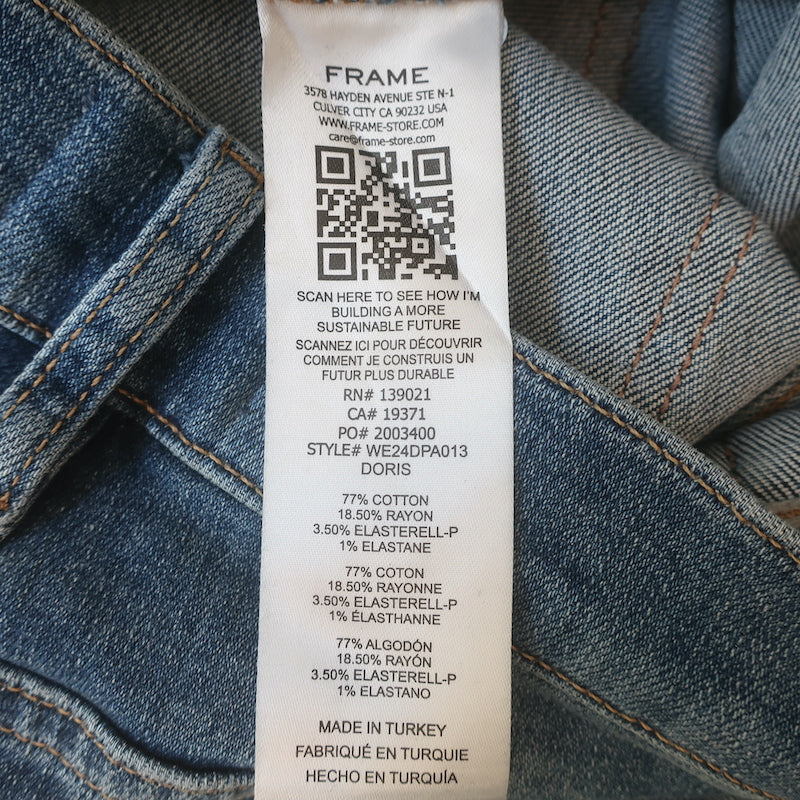 FRAME
3578 HAYDEN AVENUE STE N-1
CULVER CITY CA 90232 USA
WWW.FRAME-STORE.COM
care@frame-store.com
SCAN HERE TO SEE HOW I'M
BUILDING A MORE
SUSTAINABLE FUTURE
SCANNEZ ICI POUR DÉCOUVRIR
COMMENT JE CONSTRUIS UN
FUTUR PLUS DURABLE
RN# 139021
CA# 19371
PO# 2003400
STYLE# WE24DPA013
DORIS
77% COTTON
18.50% RAYON
3.50% ELASTERELL-P
1% ELASTANE
77% COTON
18.50% RAYONNE
3.50% ELASTERELL-P
1% ÉLASTHANNE
77% ALGODÓN
18.50% RAYÓN
3.50% ELASTERELL-P
1% ELASTANO
MADE IN TURKEY
FABRIQUÉ EN TURQUIE
HECHO EN TURQUÍA